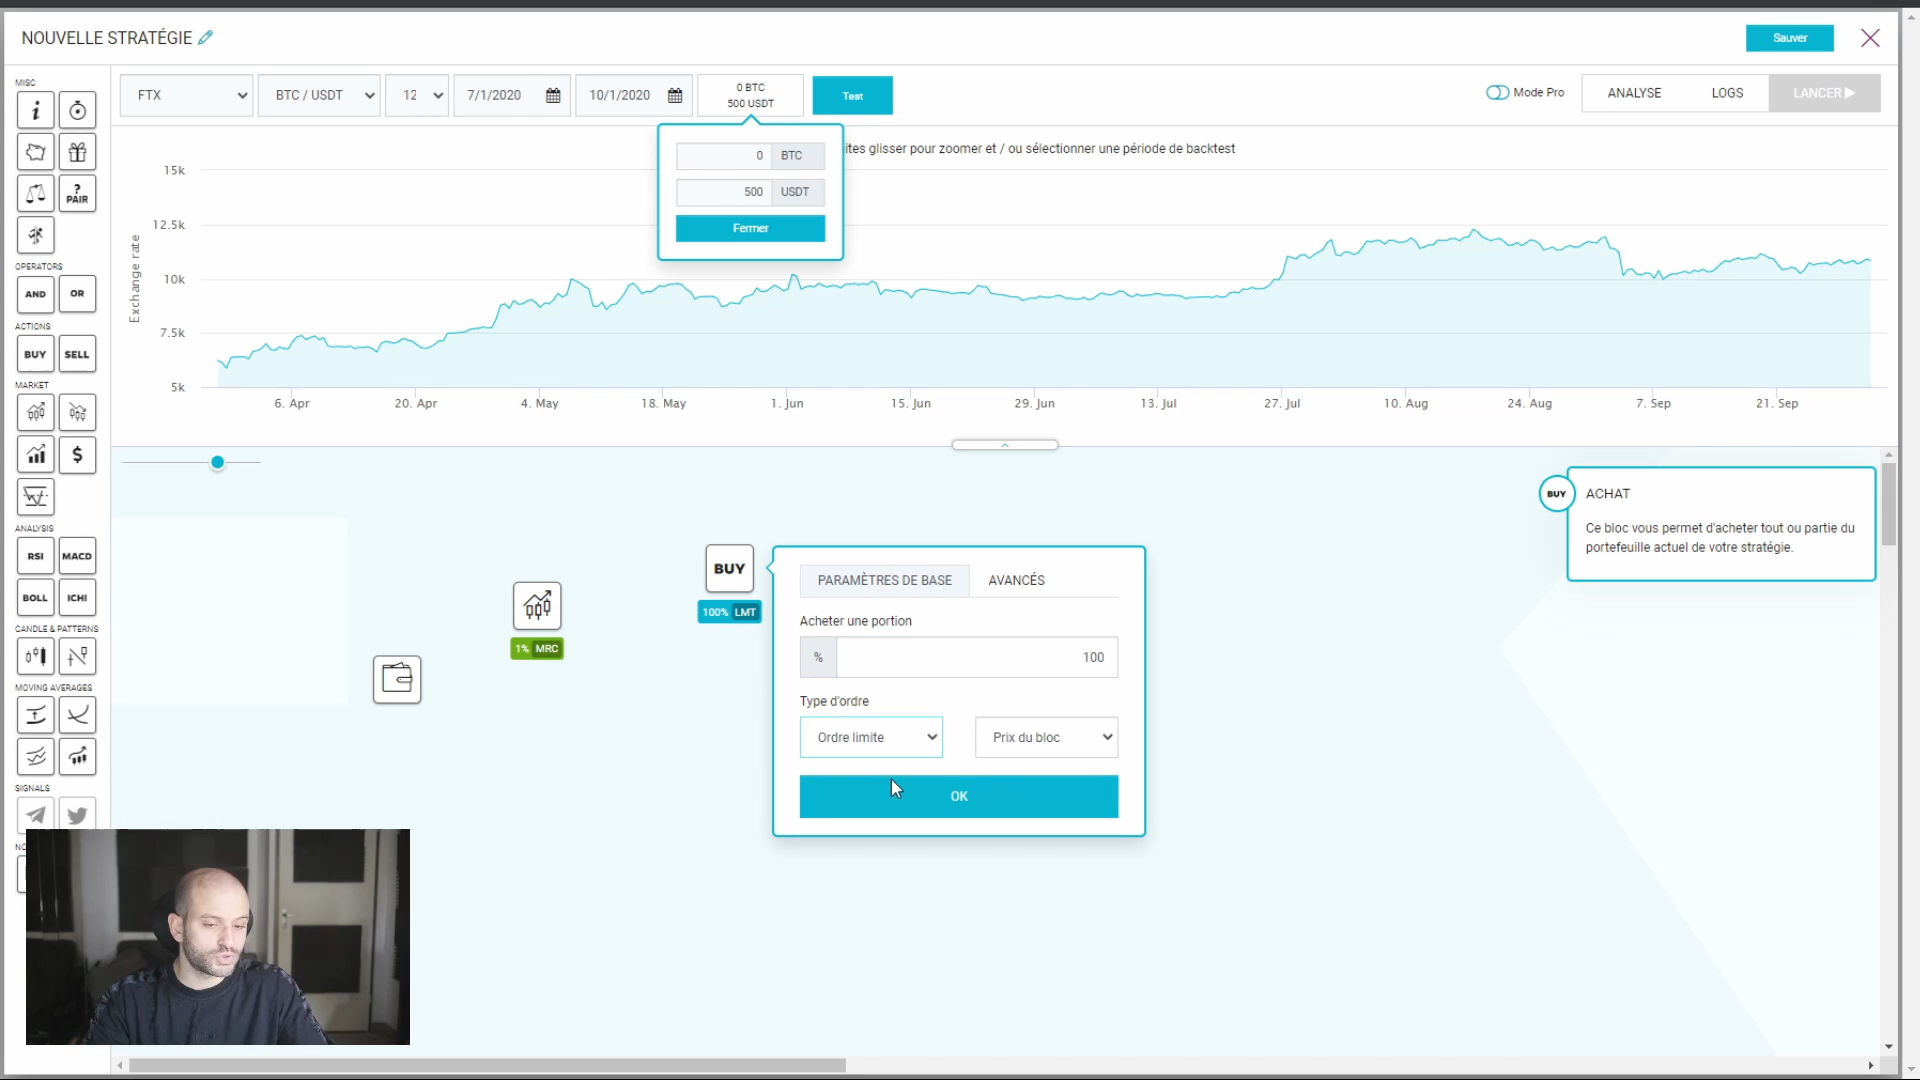 NOUVELLE STRATÉGIE
Sauver
MISC
i
? PAIR
OPERATORS
AND
OR
ACTIONS
BUY
SELL
MARKET
$
ANALYSIS
RSI
MACD
BOLL
ICHI
CANDLE & PATTERNS
MOVING AVERAGES
SIGNALS
FTX
BTC / USDT
12
7/1/2020
10/1/2020
0 BTC
500 USDT
Test
Mode Pro
ANALYSE
LOGS
LANCER
0 BTC
500 USDT
Fermer
ites glisser pour zoomer et / ou sélectionner une période de backtest
Exchange rate
15k
12.5k
10k
7.5k
5k
6. Apr
20. Apr
4. May
18. May
1. Jun
15. Jun
29. Jun
13. Jul
27. Jul
10. Aug
24. Aug
7. Sep
21. Sep
BUY
ACHAT
Ce bloc vous permet d'acheter tout ou partie du
portefeuille actuel de votre stratégie.
1% MRC
BUY
100% LMT
PARAMÈTRES DE BASE
AVANCÉS
Acheter une portion
% 100
Type d'ordre
Ordre limite
Prix du bloc
OK